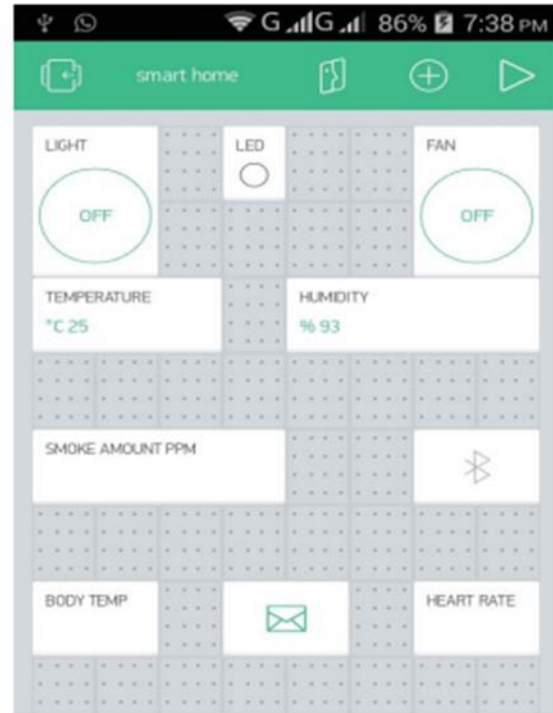 G G 86% 7:38 PM
smart home
LIGHT LED FAN
OFF OFF
TEMPERATURE HUMIDITY
°C 25 % 93
SMOKE AMOUNT PPM
BODY TEMP HEART RATE